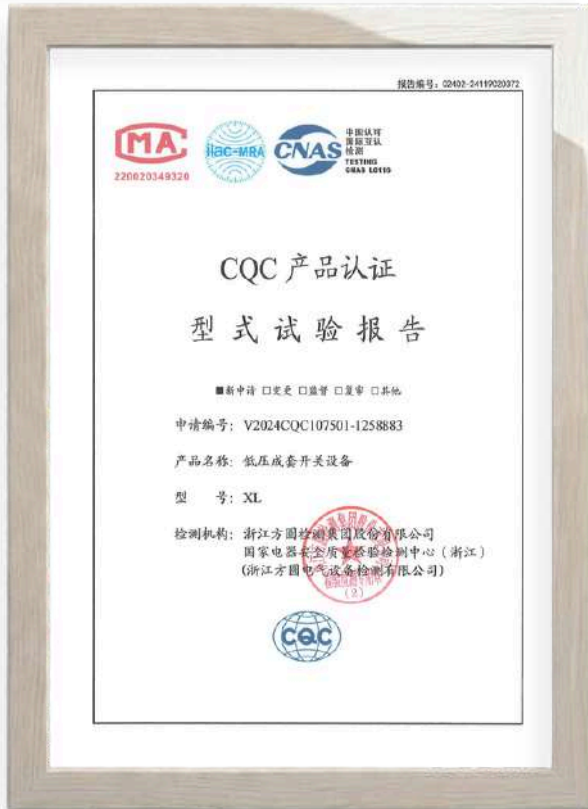 报告编号：02402-24119020372
MA
220020349320
ilac-MRA
CNAS
中国认可
国际互认
检测
TESTING
CNAS L0116
CQC 产品认证
型式试验报告
■新申请 □变更 □监督 □复审 □其他
申请编号：V2024CQC107501-1258883
产品名称：低压成套开关设备
型 号：XL
检测机构：浙江方圆检测集团股份有限公司
国家电器安全质量检验检测中心（浙江）
(浙江方圆电气设备检测有限公司)
(2)
CQC